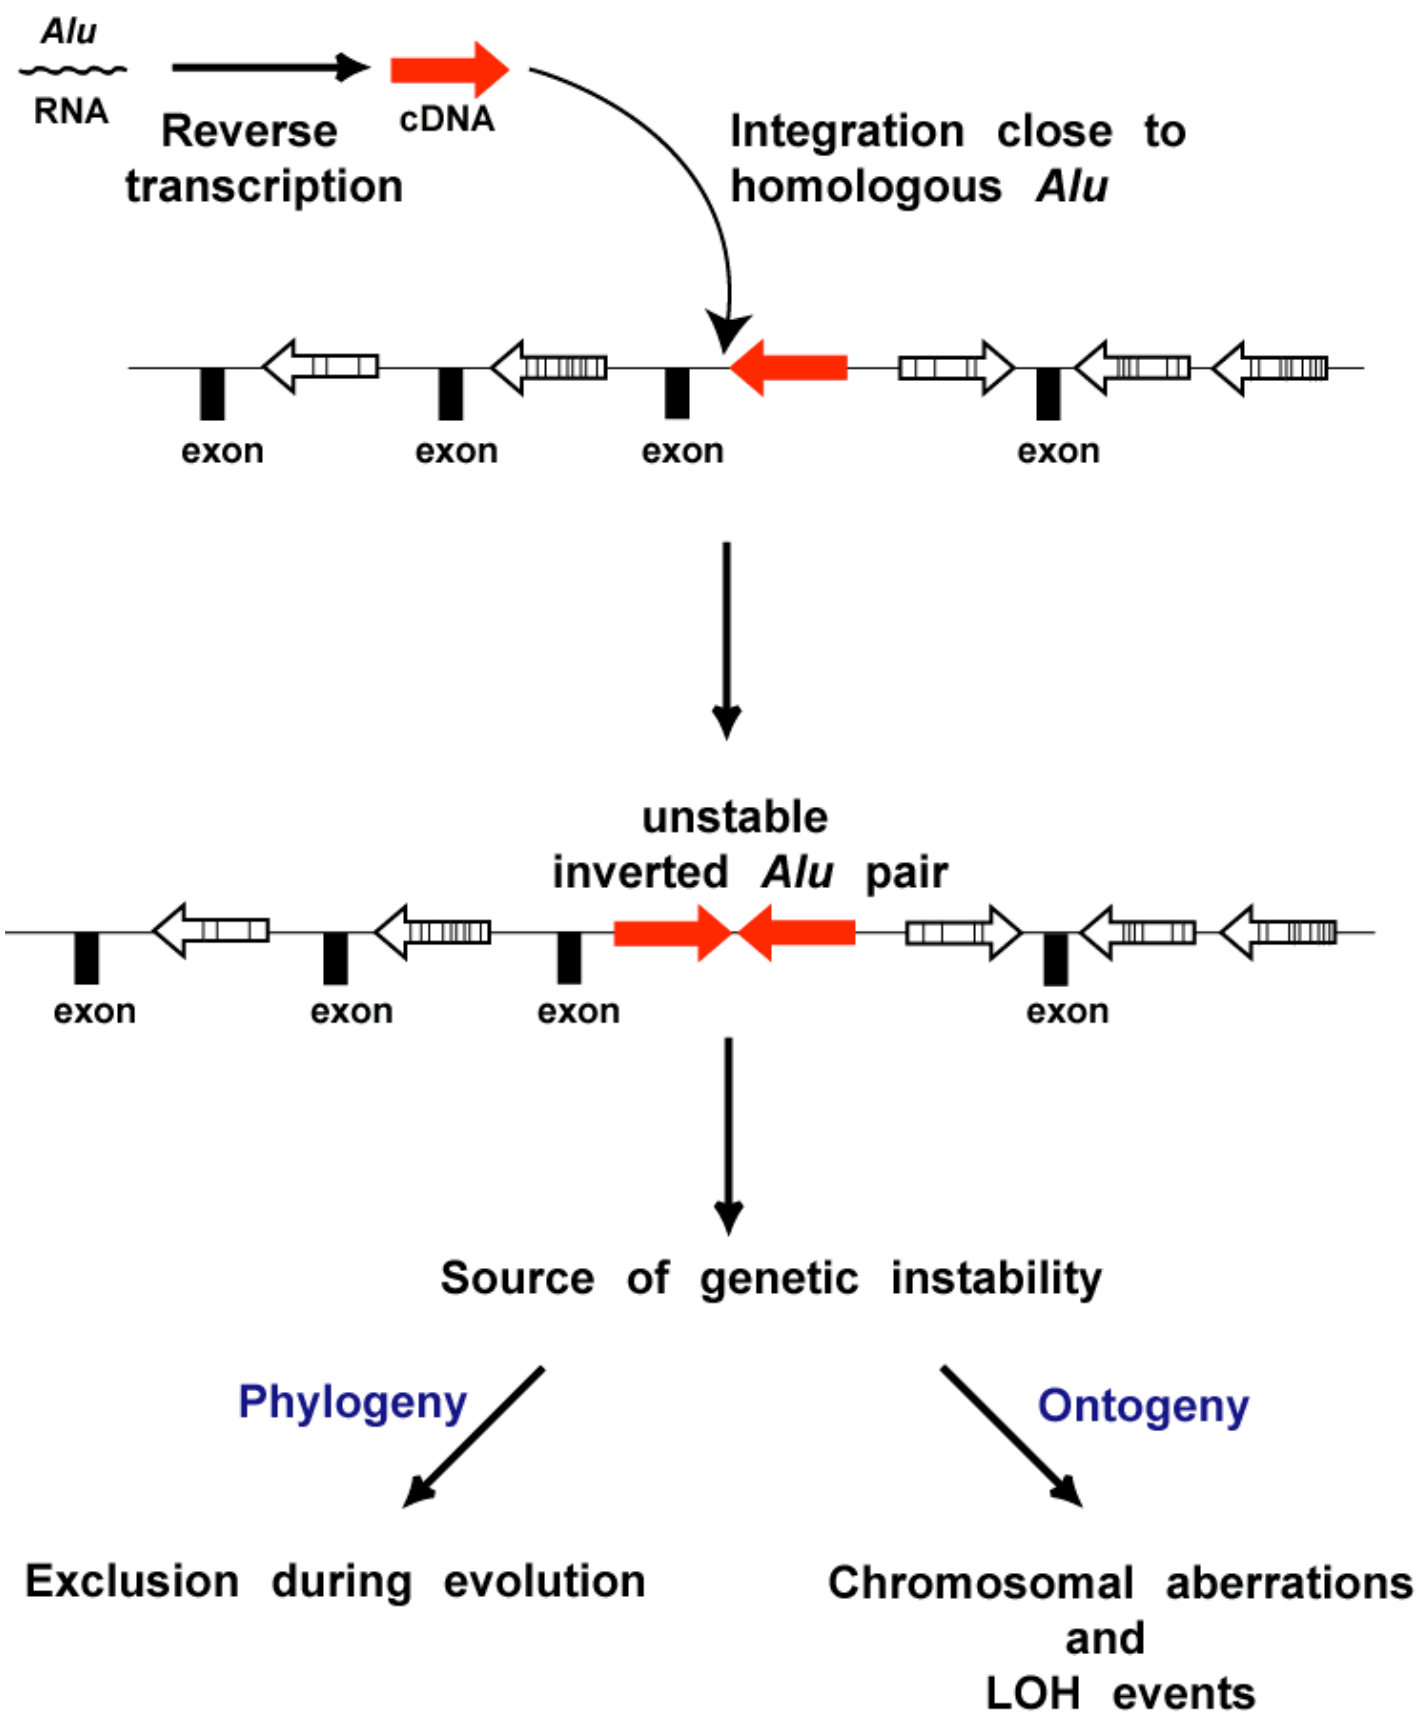 Alu
RNA
Reverse
transcription
cDNA
Integration close to
homologous Alu
exon
exon
exon
exon
unstable
inverted Alu pair
exon
exon
exon
exon
Source of genetic instability
Phylogeny
Ontogeny
Exclusion during evolution
Chromosomal aberrations
and
LOH events